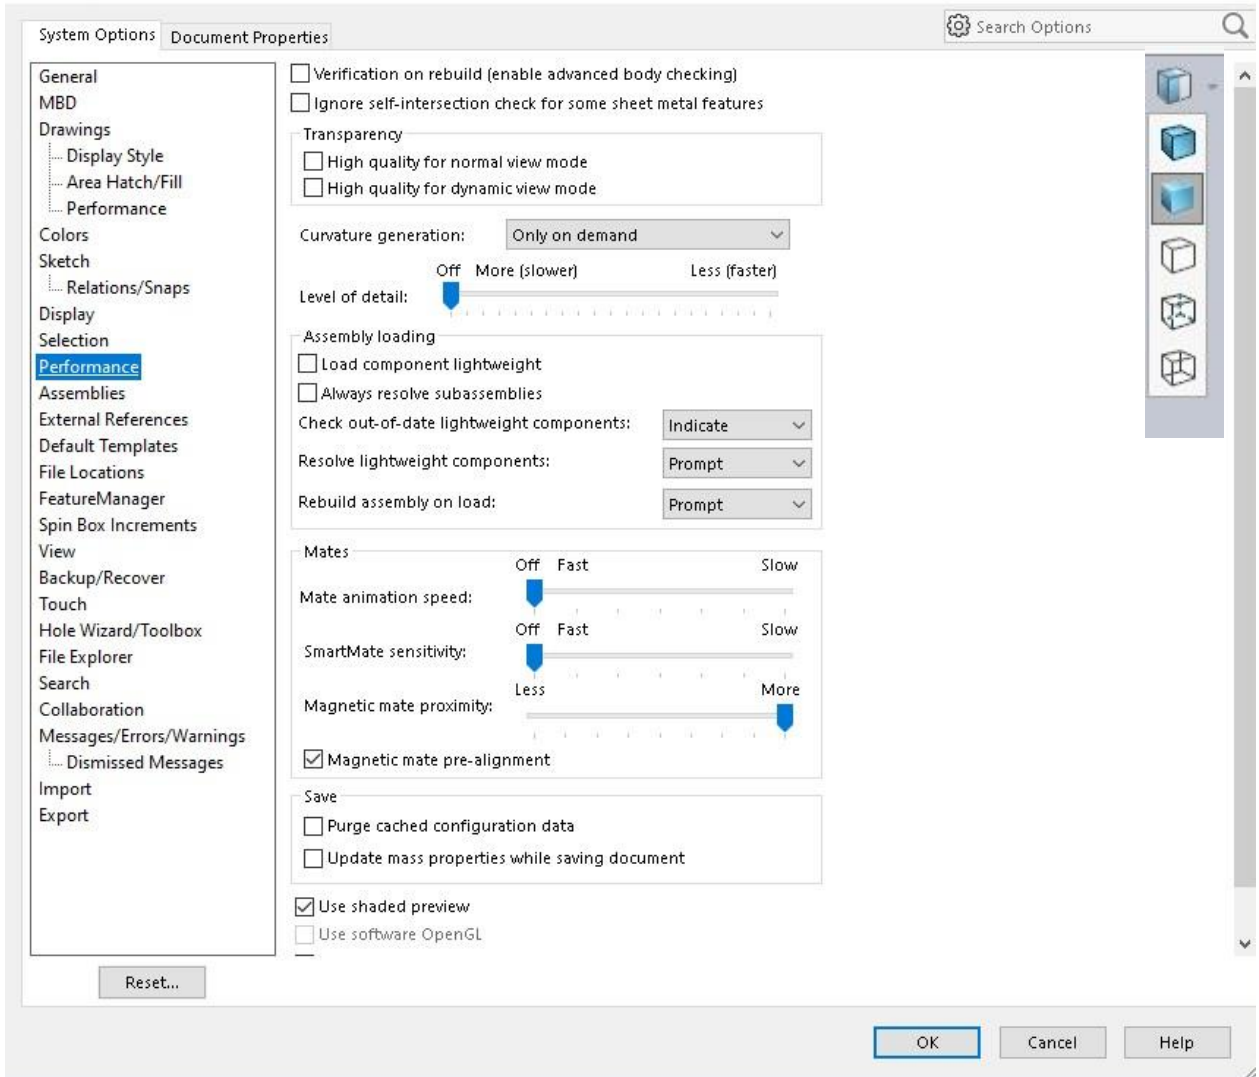 System Options
Document Properties
Search Options
General
MBD
Drawings
Display Style
Area Hatch/Fill
Performance
Colors
Sketch
Relations/Snaps
Display
Selection
Performance
Assemblies
External References
Default Templates
File Locations
FeatureManager
Spin Box Increments
View
Backup/Recover
Touch
Hole Wizard/Toolbox
File Explorer
Search
Collaboration
Messages/Errors/Warnings
Dismissed Messages
Import
Export
Reset...
Verification on rebuild (enable advanced body checking)
Ignore self-intersection check for some sheet metal features
Transparency
High quality for normal view mode
High quality for dynamic view mode
Curvature generation: Only on demand
Off More (slower) Less (faster)
Level of detail:
Assembly loading
Load component lightweight
Always resolve subassemblies
Check out-of-date lightweight components: Indicate
Resolve lightweight components: Prompt
Rebuild assembly on load: Prompt
Mates
Off Fast Slow
Mate animation speed:
Off Fast Slow
SmartMate sensitivity:
Less More
Magnetic mate proximity:
Magnetic mate pre-alignment
Save
Purge cached configuration data
Update mass properties while saving document
Use shaded preview
Use software OpenGL
OK Cancel Help